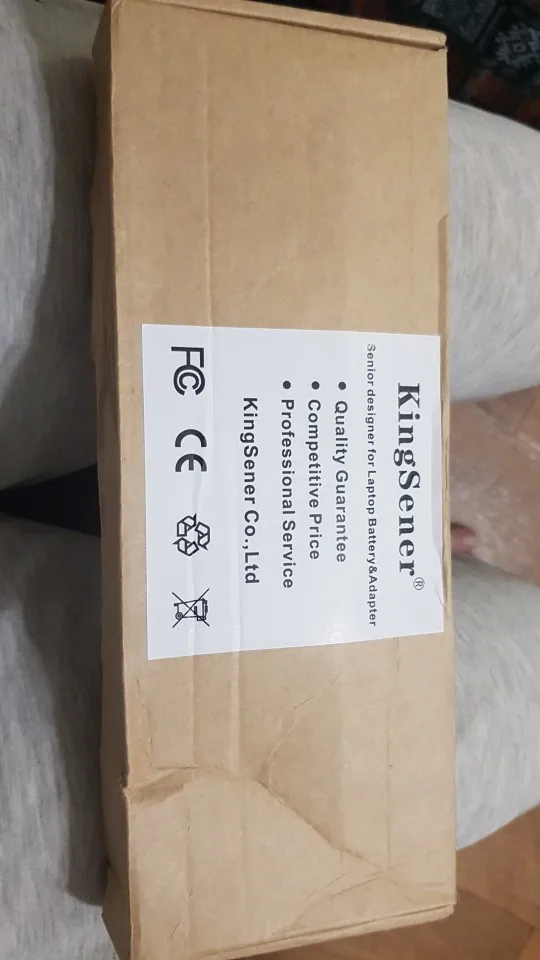 KingSener®
Senior designer for Laptop Battery&Adapter
• Quality Guarantee
• Competitive Price
• Professional Service
KingSener Co.,Ltd
FC CE